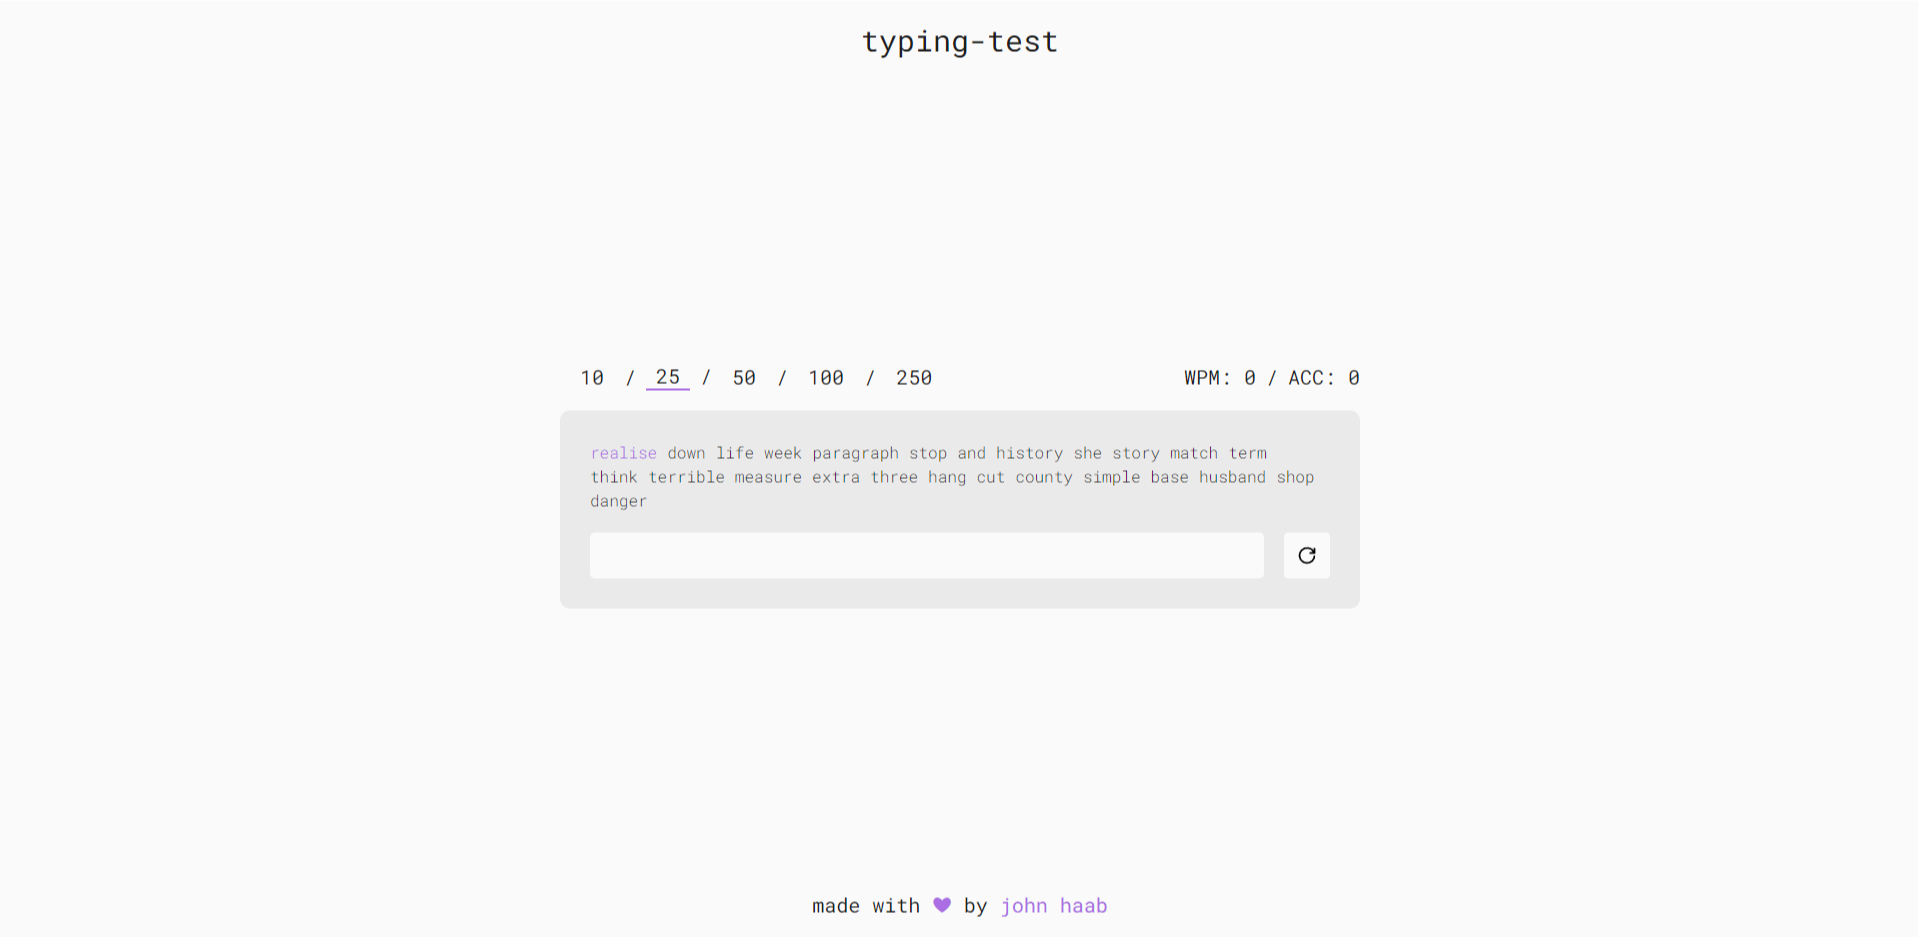 typing-test
10 / 25 / 50 / 100 / 250 WPM: 0 / ACC: 0
realise down life week paragraph stop and history she story match term
think terrible measure extra three hang cut county simple base husband shop
danger
made with by john haab